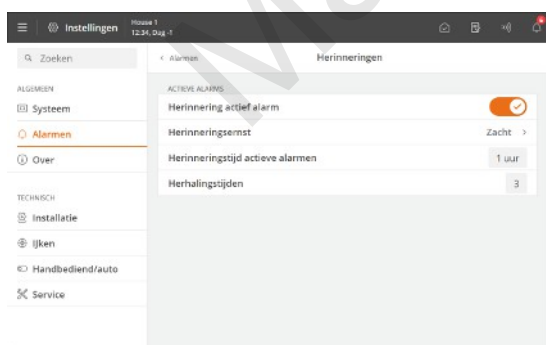 Instellingen
House 1
12:34, Dag -1
Zoeken
< Alarmen
Herinneringen
ALGEMEEN
Systeem
Alarmen
Over
TECHNISCH
Installatie
IJken
Handbediend/auto
Service
ACTIEVE ALARMS
Herinnering actief alarm
Herinneringsernst Zacht >
Herinneringstijd actieve alarmen 1 uur
Herhalingstijden 3